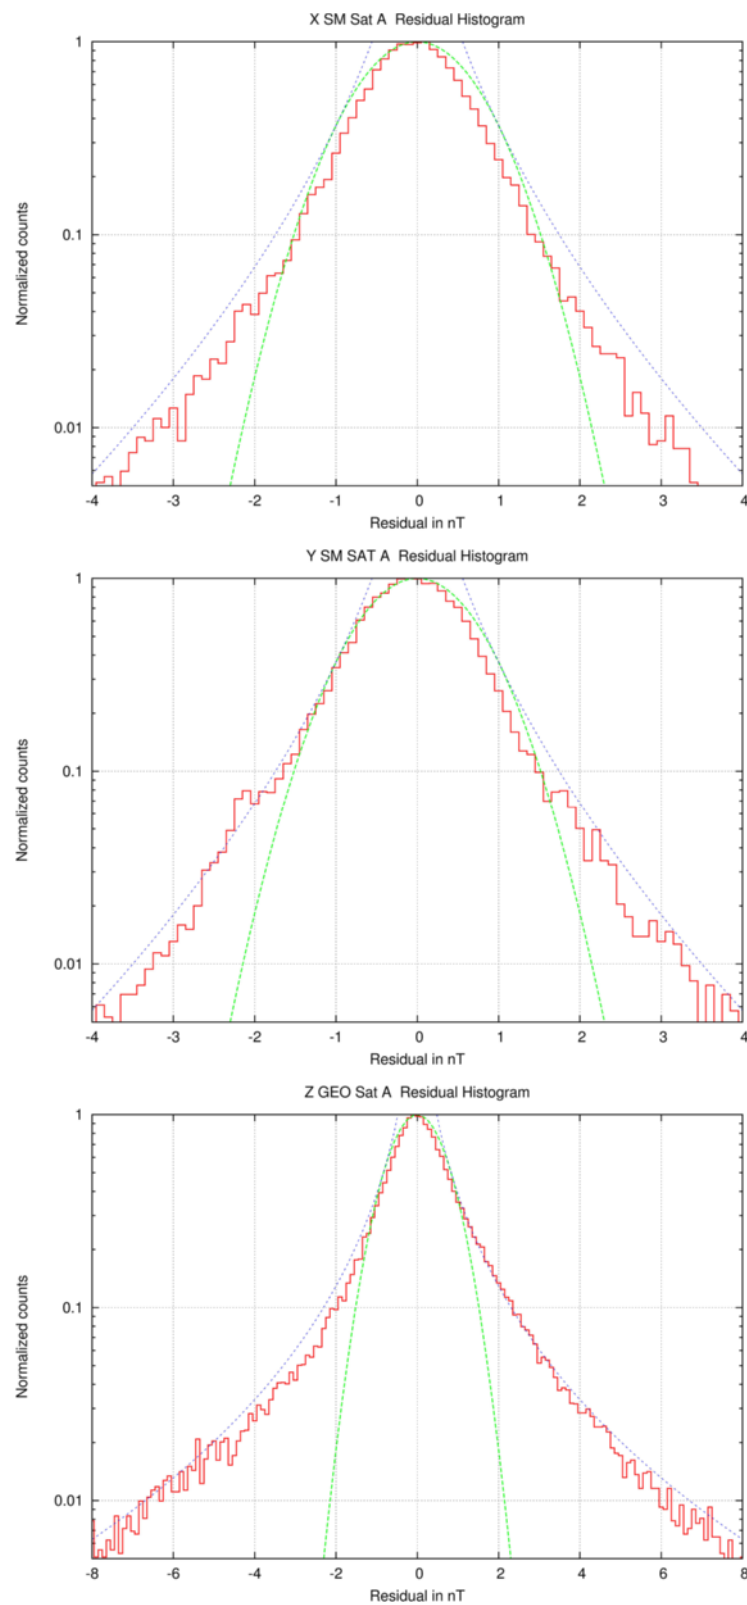 X SM Sat A  Residual Histogram
1
0.1
0.01
Normalized counts
-4 -3 -2 -1 0 1 2 3 4
Residual in nT
Y SM SAT A  Residual Histogram
1
0.1
0.01
Normalized counts
-4 -3 -2 -1 0 1 2 3 4
Residual in nT
Z GEO Sat A  Residual Histogram
1
0.1
0.01
Normalized counts
-8 -6 -4 -2 0 2 4 6 8
Residual in nT